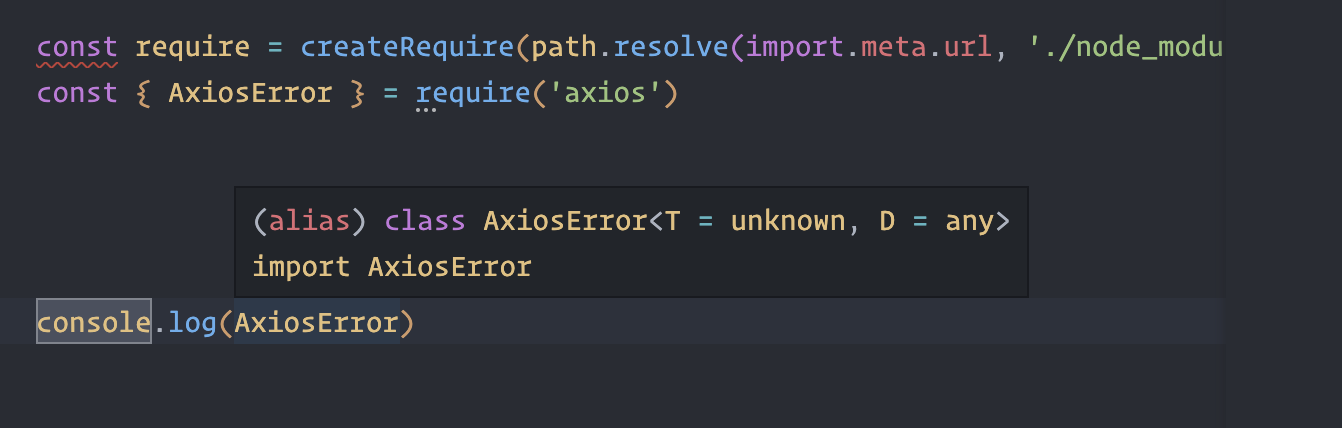 const require = createRequire(path.resolve(import.meta.url, './node_modu
const { AxiosError } = require('axios')
(alias) class AxiosError<T = unknown, D = any>
import AxiosError
console.log(AxiosError)